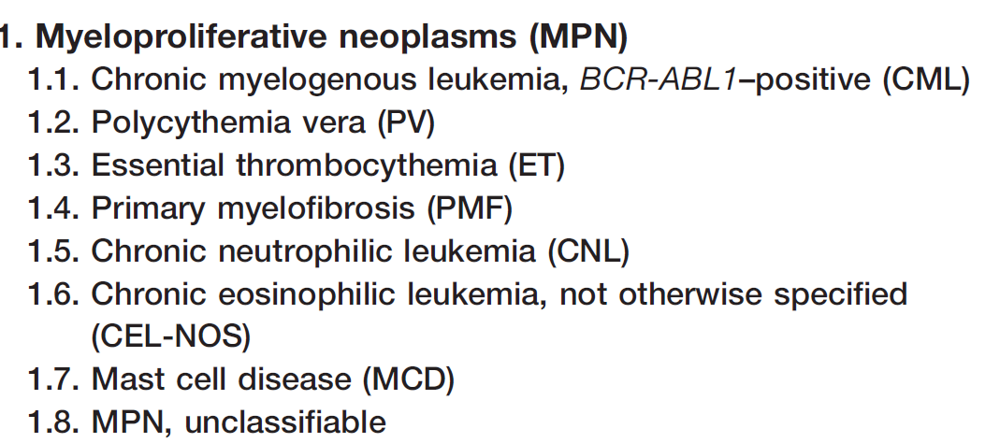 1. Myeloproliferative neoplasms (MPN)
1.1. Chronic myelogenous leukemia, BCR-ABL1–positive (CML)
1.2. Polycythemia vera (PV)
1.3. Essential thrombocythemia (ET)
1.4. Primary myelofibrosis (PMF)
1.5. Chronic neutrophilic leukemia (CNL)
1.6. Chronic eosinophilic leukemia, not otherwise specified
(CEL-NOS)
1.7. Mast cell disease (MCD)
1.8. MPN, unclassifiable